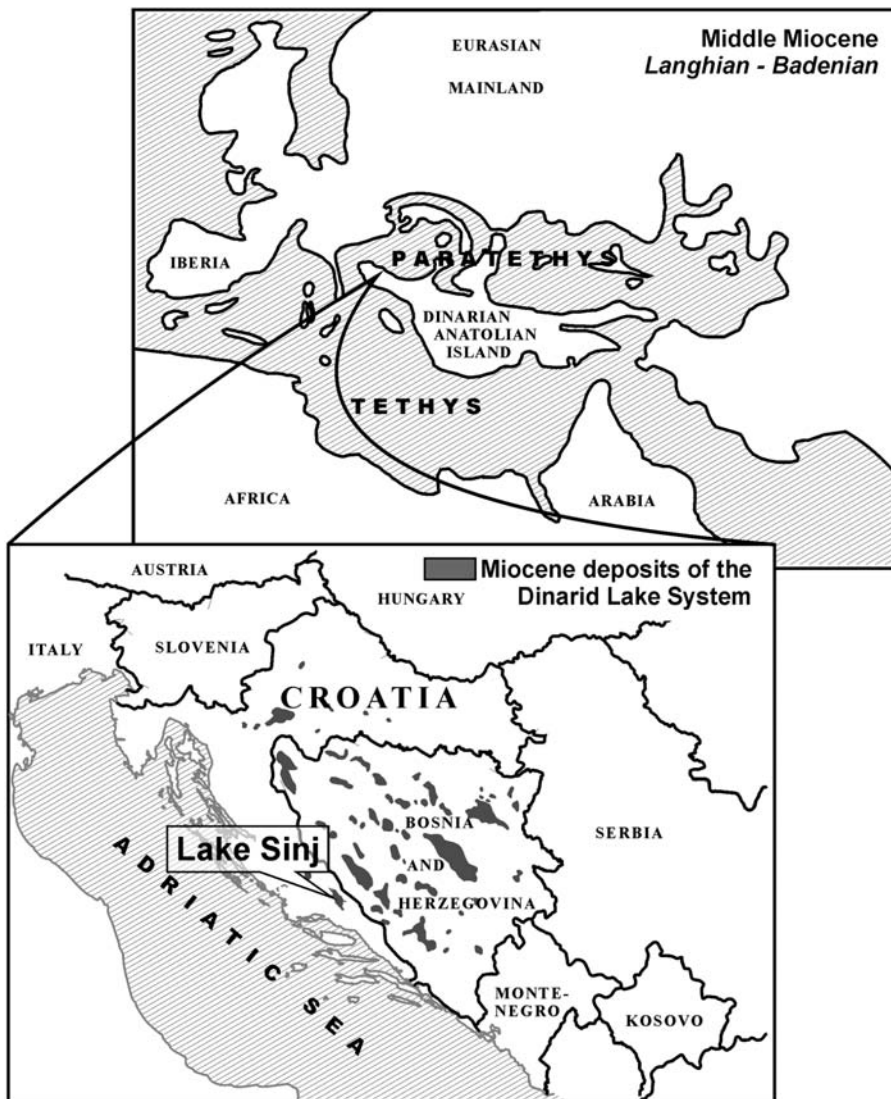 EURASIAN
MAINLAND
Middle Miocene
Langhian - Badenian
IBERIA
PARATETHYS
DINARIAN
ANATOLIAN
ISLAND
TETHYS
AFRICA
ARABIA
Miocene deposits of the
Dinarid Lake System
AUSTRIA
HUNGARY
ITALY
SLOVENIA
CROATIA
BOSNIA
AND
HERZEGOVINA
SERBIA
Lake Sinj
ADRIATIC SEA
MONTE-
NEGRO
KOSOVO